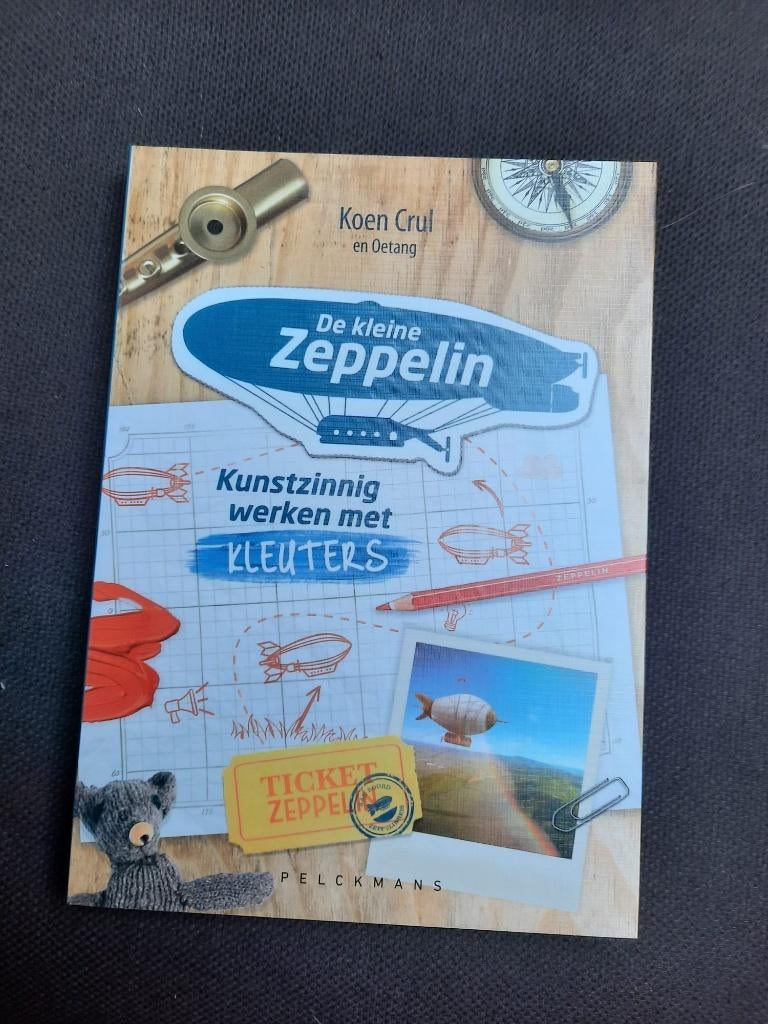 Koen Crul
en Oetang
De kleine
Zeppelin
Kunstzinnig
werken met
KLEUTERS
ZEPPELIN
TICKET
ZEPPELIN
PELCKMANS